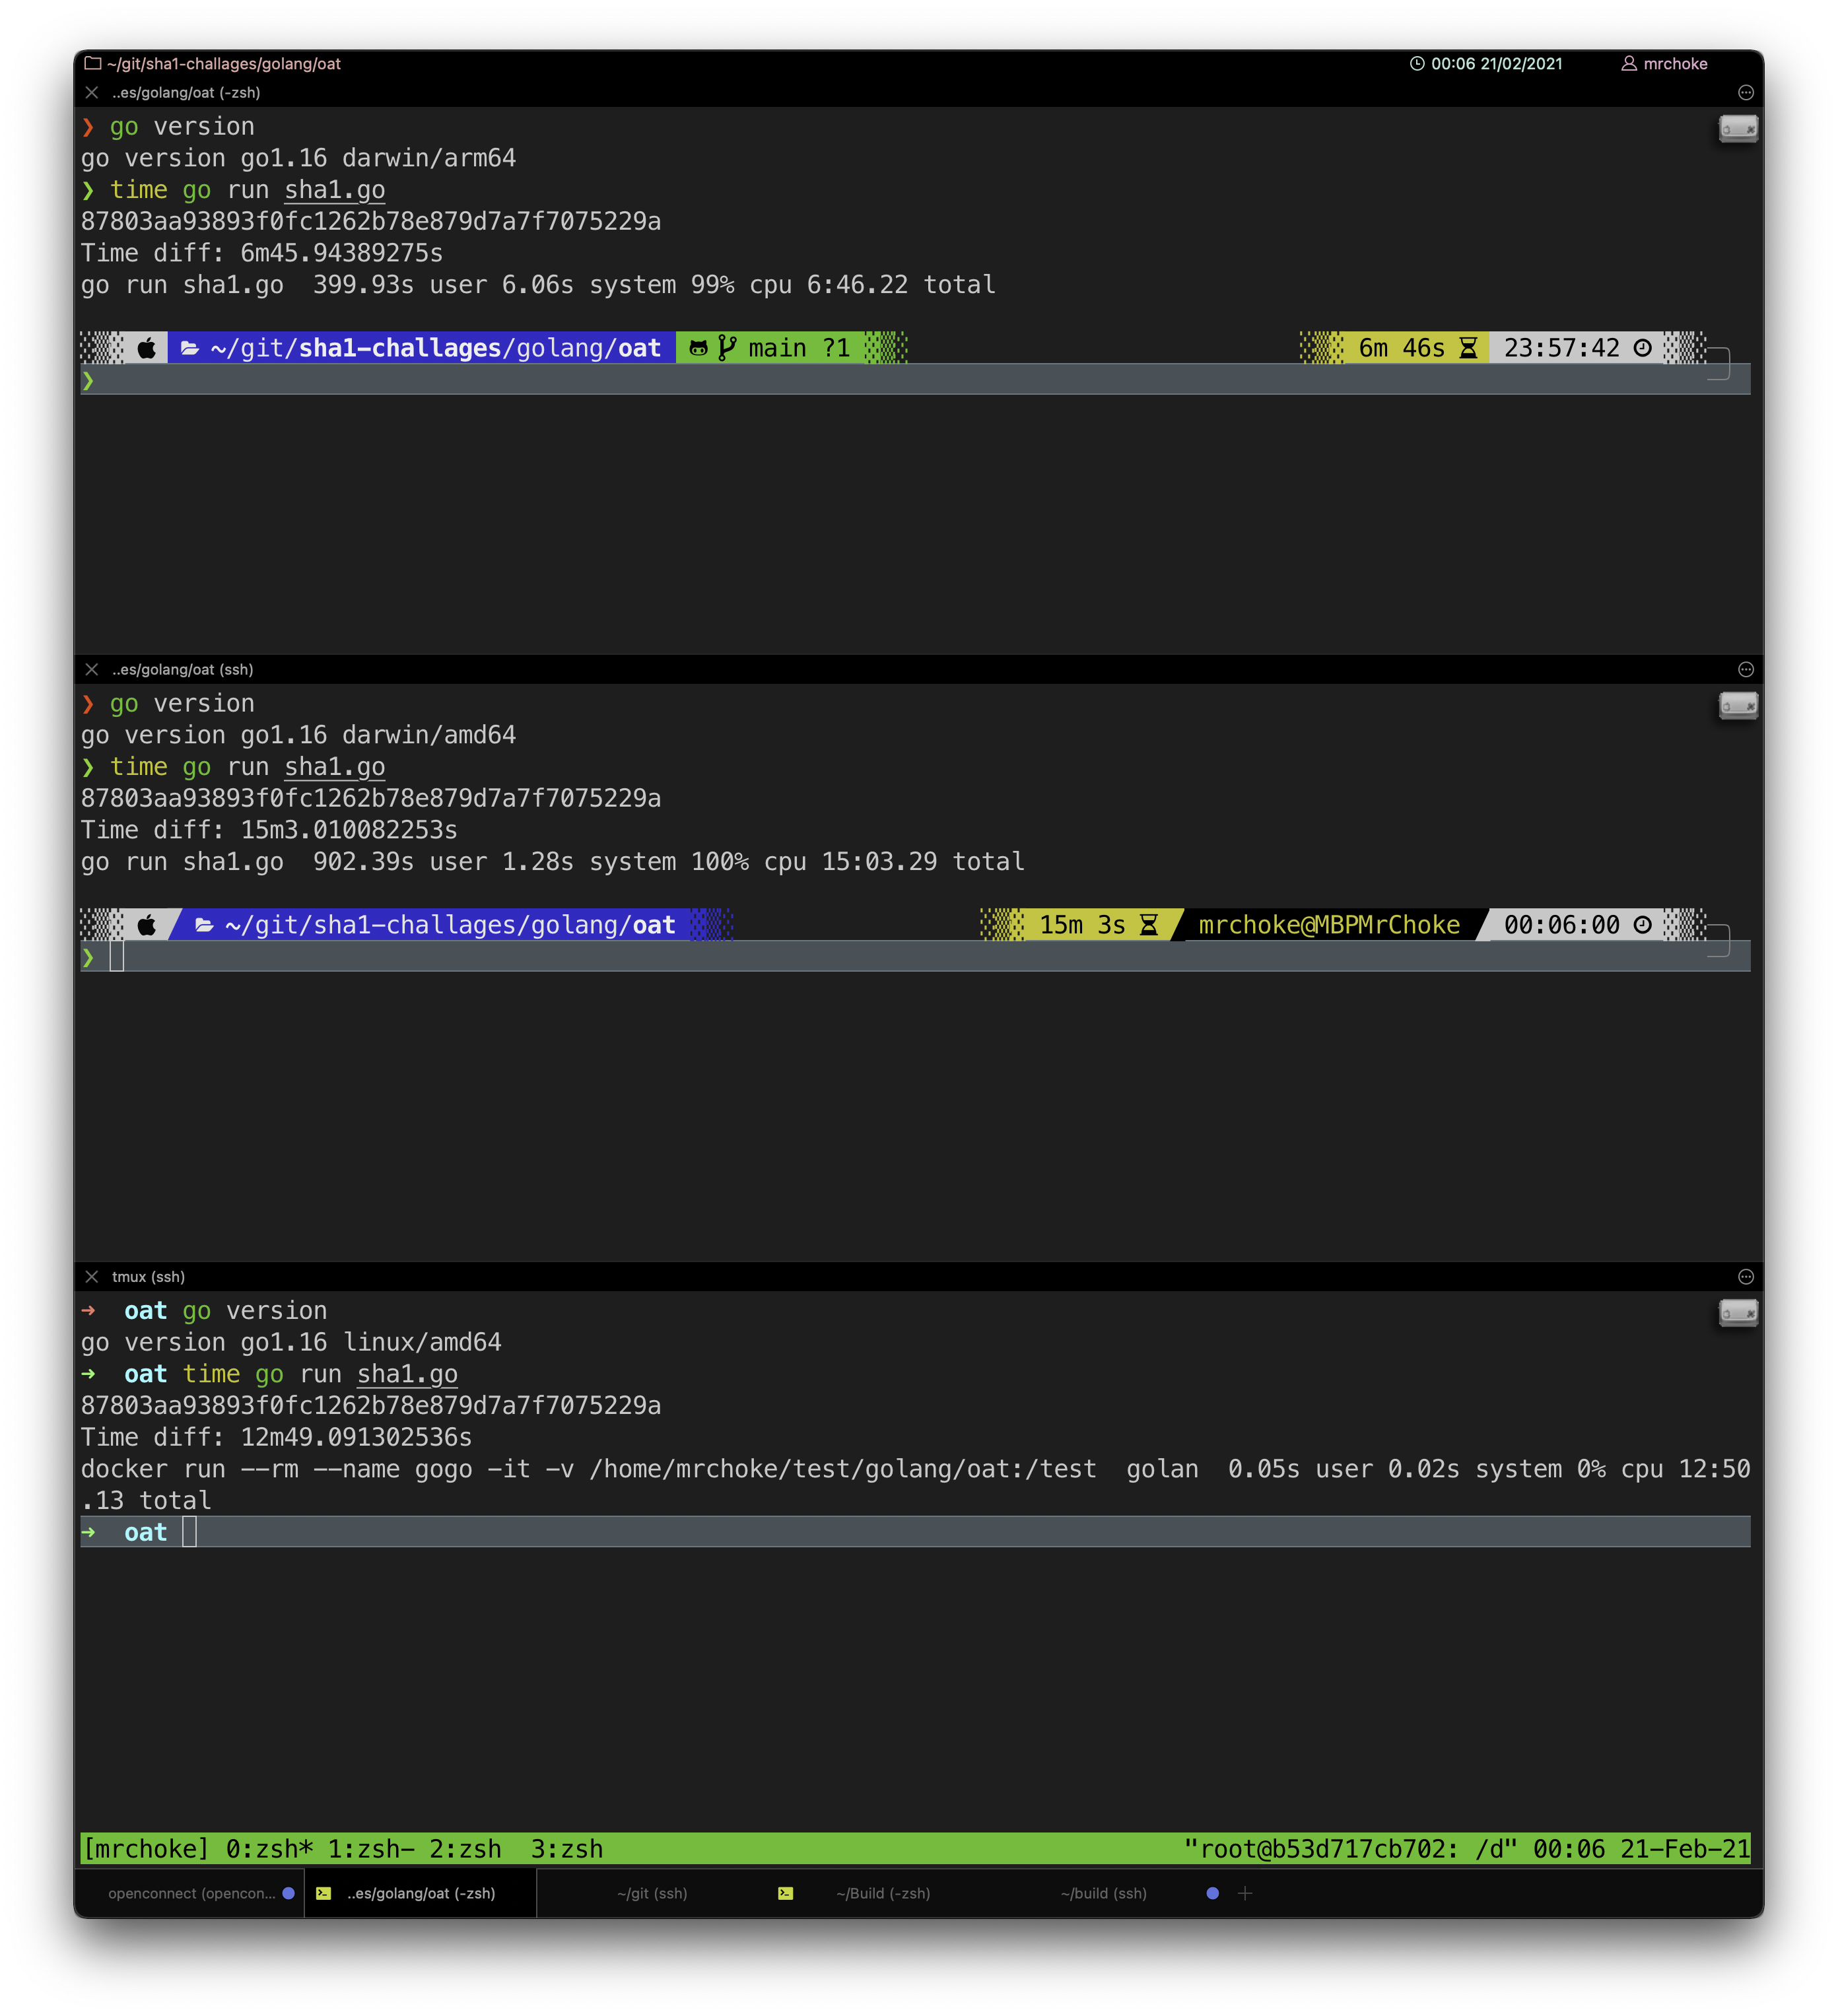 ~/git/sha1-challages/golang/oat 00:06 21/02/2021 mrchoke
..es/golang/oat (-zsh)
❯ go version
go version go1.16 darwin/arm64
❯ time go run sha1.go
87803aa93893f0fc1262b78e879d7a7f7075229a
Time diff: 6m45.94389275s
go run sha1.go  399.93s user 6.06s system 99% cpu 6:46.22 total
~/git/sha1-challages/golang/oat main ?1 6m 46s 23:57:42
❯
..es/golang/oat (ssh)
❯ go version
go version go1.16 darwin/amd64
❯ time go run sha1.go
87803aa93893f0fc1262b78e879d7a7f7075229a
Time diff: 15m3.010082253s
go run sha1.go  902.39s user 1.28s system 100% cpu 15:03.29 total
~/git/sha1-challages/golang/oat 15m 3s mrchoke@MBPMrChoke 00:06:00
❯
tmux (ssh)
➜  oat go version
go version go1.16 linux/amd64
➜  oat time go run sha1.go
87803aa93893f0fc1262b78e879d7a7f7075229a
Time diff: 12m49.091302536s
docker run --rm --name gogo -it -v /home/mrchoke/test/golang/oat:/test  golan  0.05s user 0.02s system 0% cpu 12:50
.13 total
➜  oat
[mrchoke] 0:zsh* 1:zsh- 2:zsh  3:zsh "root@b53d717cb702: /d" 00:06 21-Feb-21
openconnect (opencon... ..es/golang/oat (-zsh) ~/git (ssh) ~/Build (-zsh) ~/build (ssh)